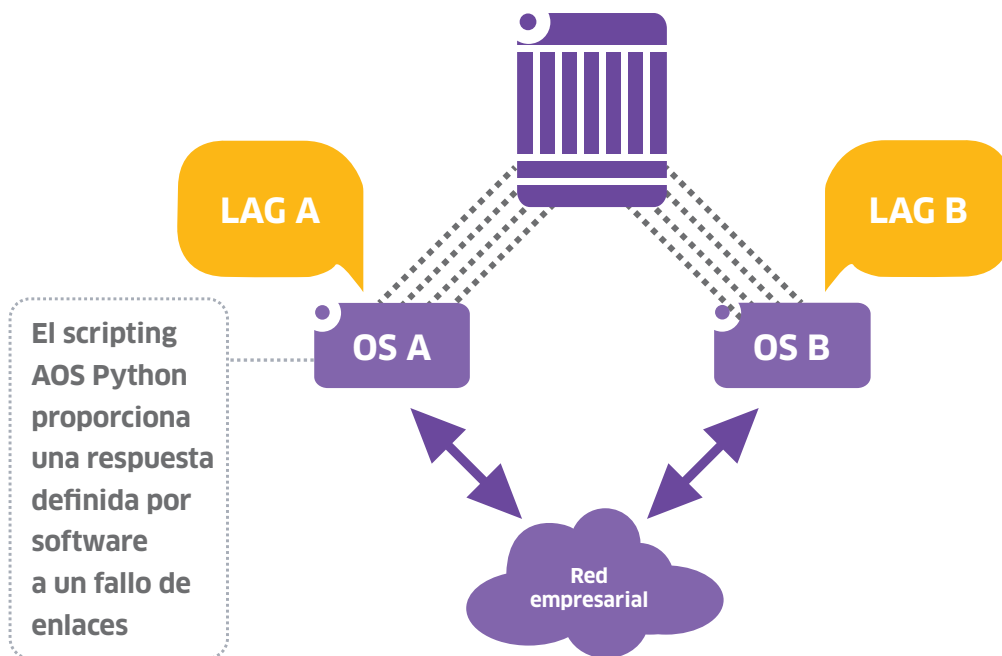 LAG A
LAG B
El scripting
AOS Python
proporciona
una respuesta
definida por
software
a un fallo de
enlaces
OS A
OS B
Red
empresarial